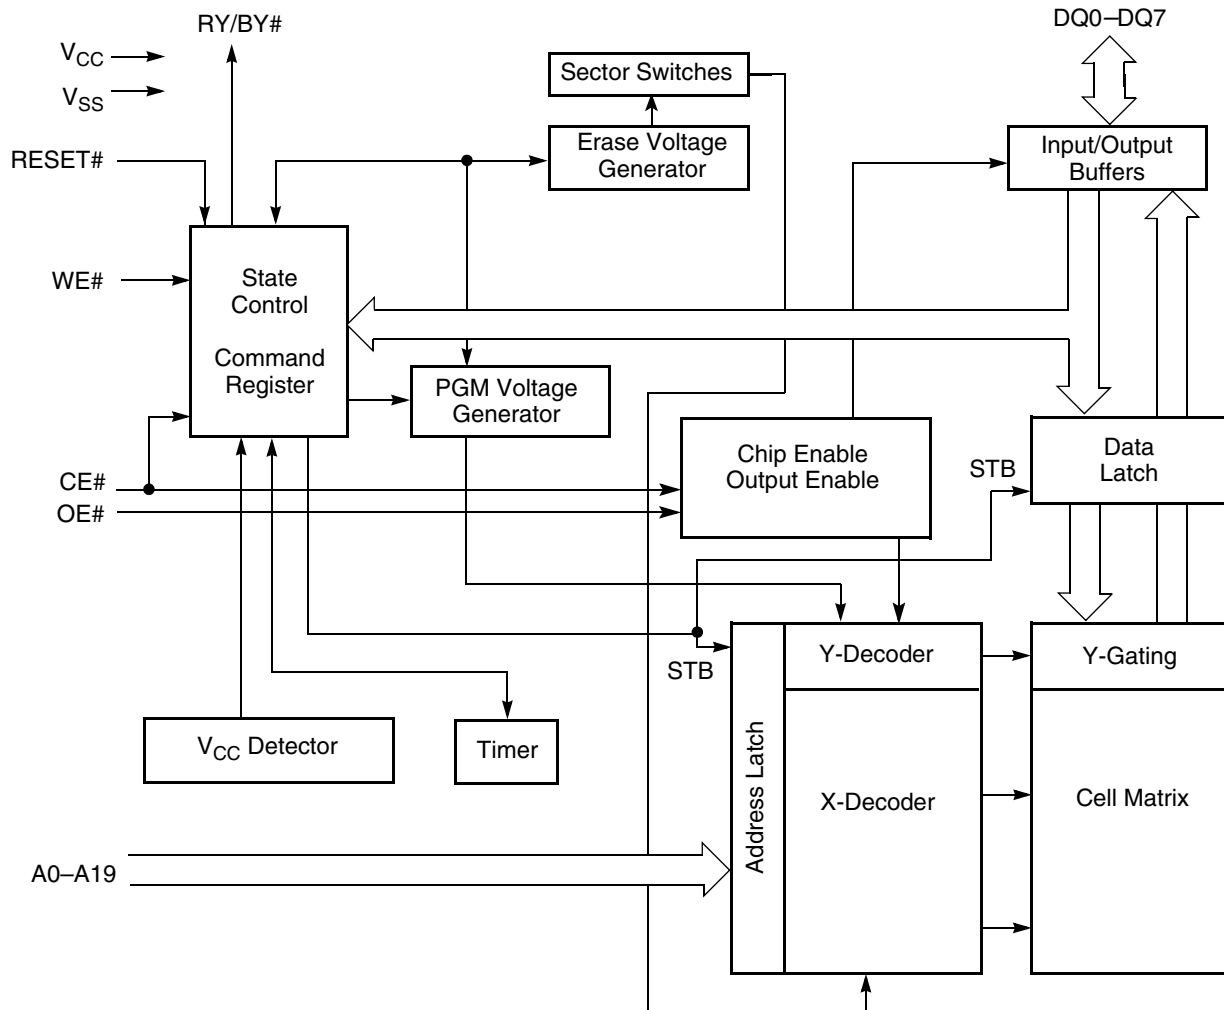 RY/BY#
DQ0–DQ7
VCC
VSS
Sector Switches
Erase Voltage
Generator
Input/Output
Buffers
RESET#
WE#
State
Control
Command
Register
PGM Voltage
Generator
Chip Enable
Output Enable
Data
Latch
STB
CE#
OE#
STB
Y-Decoder
Y-Gating
VCC Detector
Timer
Address Latch
X-Decoder
Cell Matrix
A0–A19